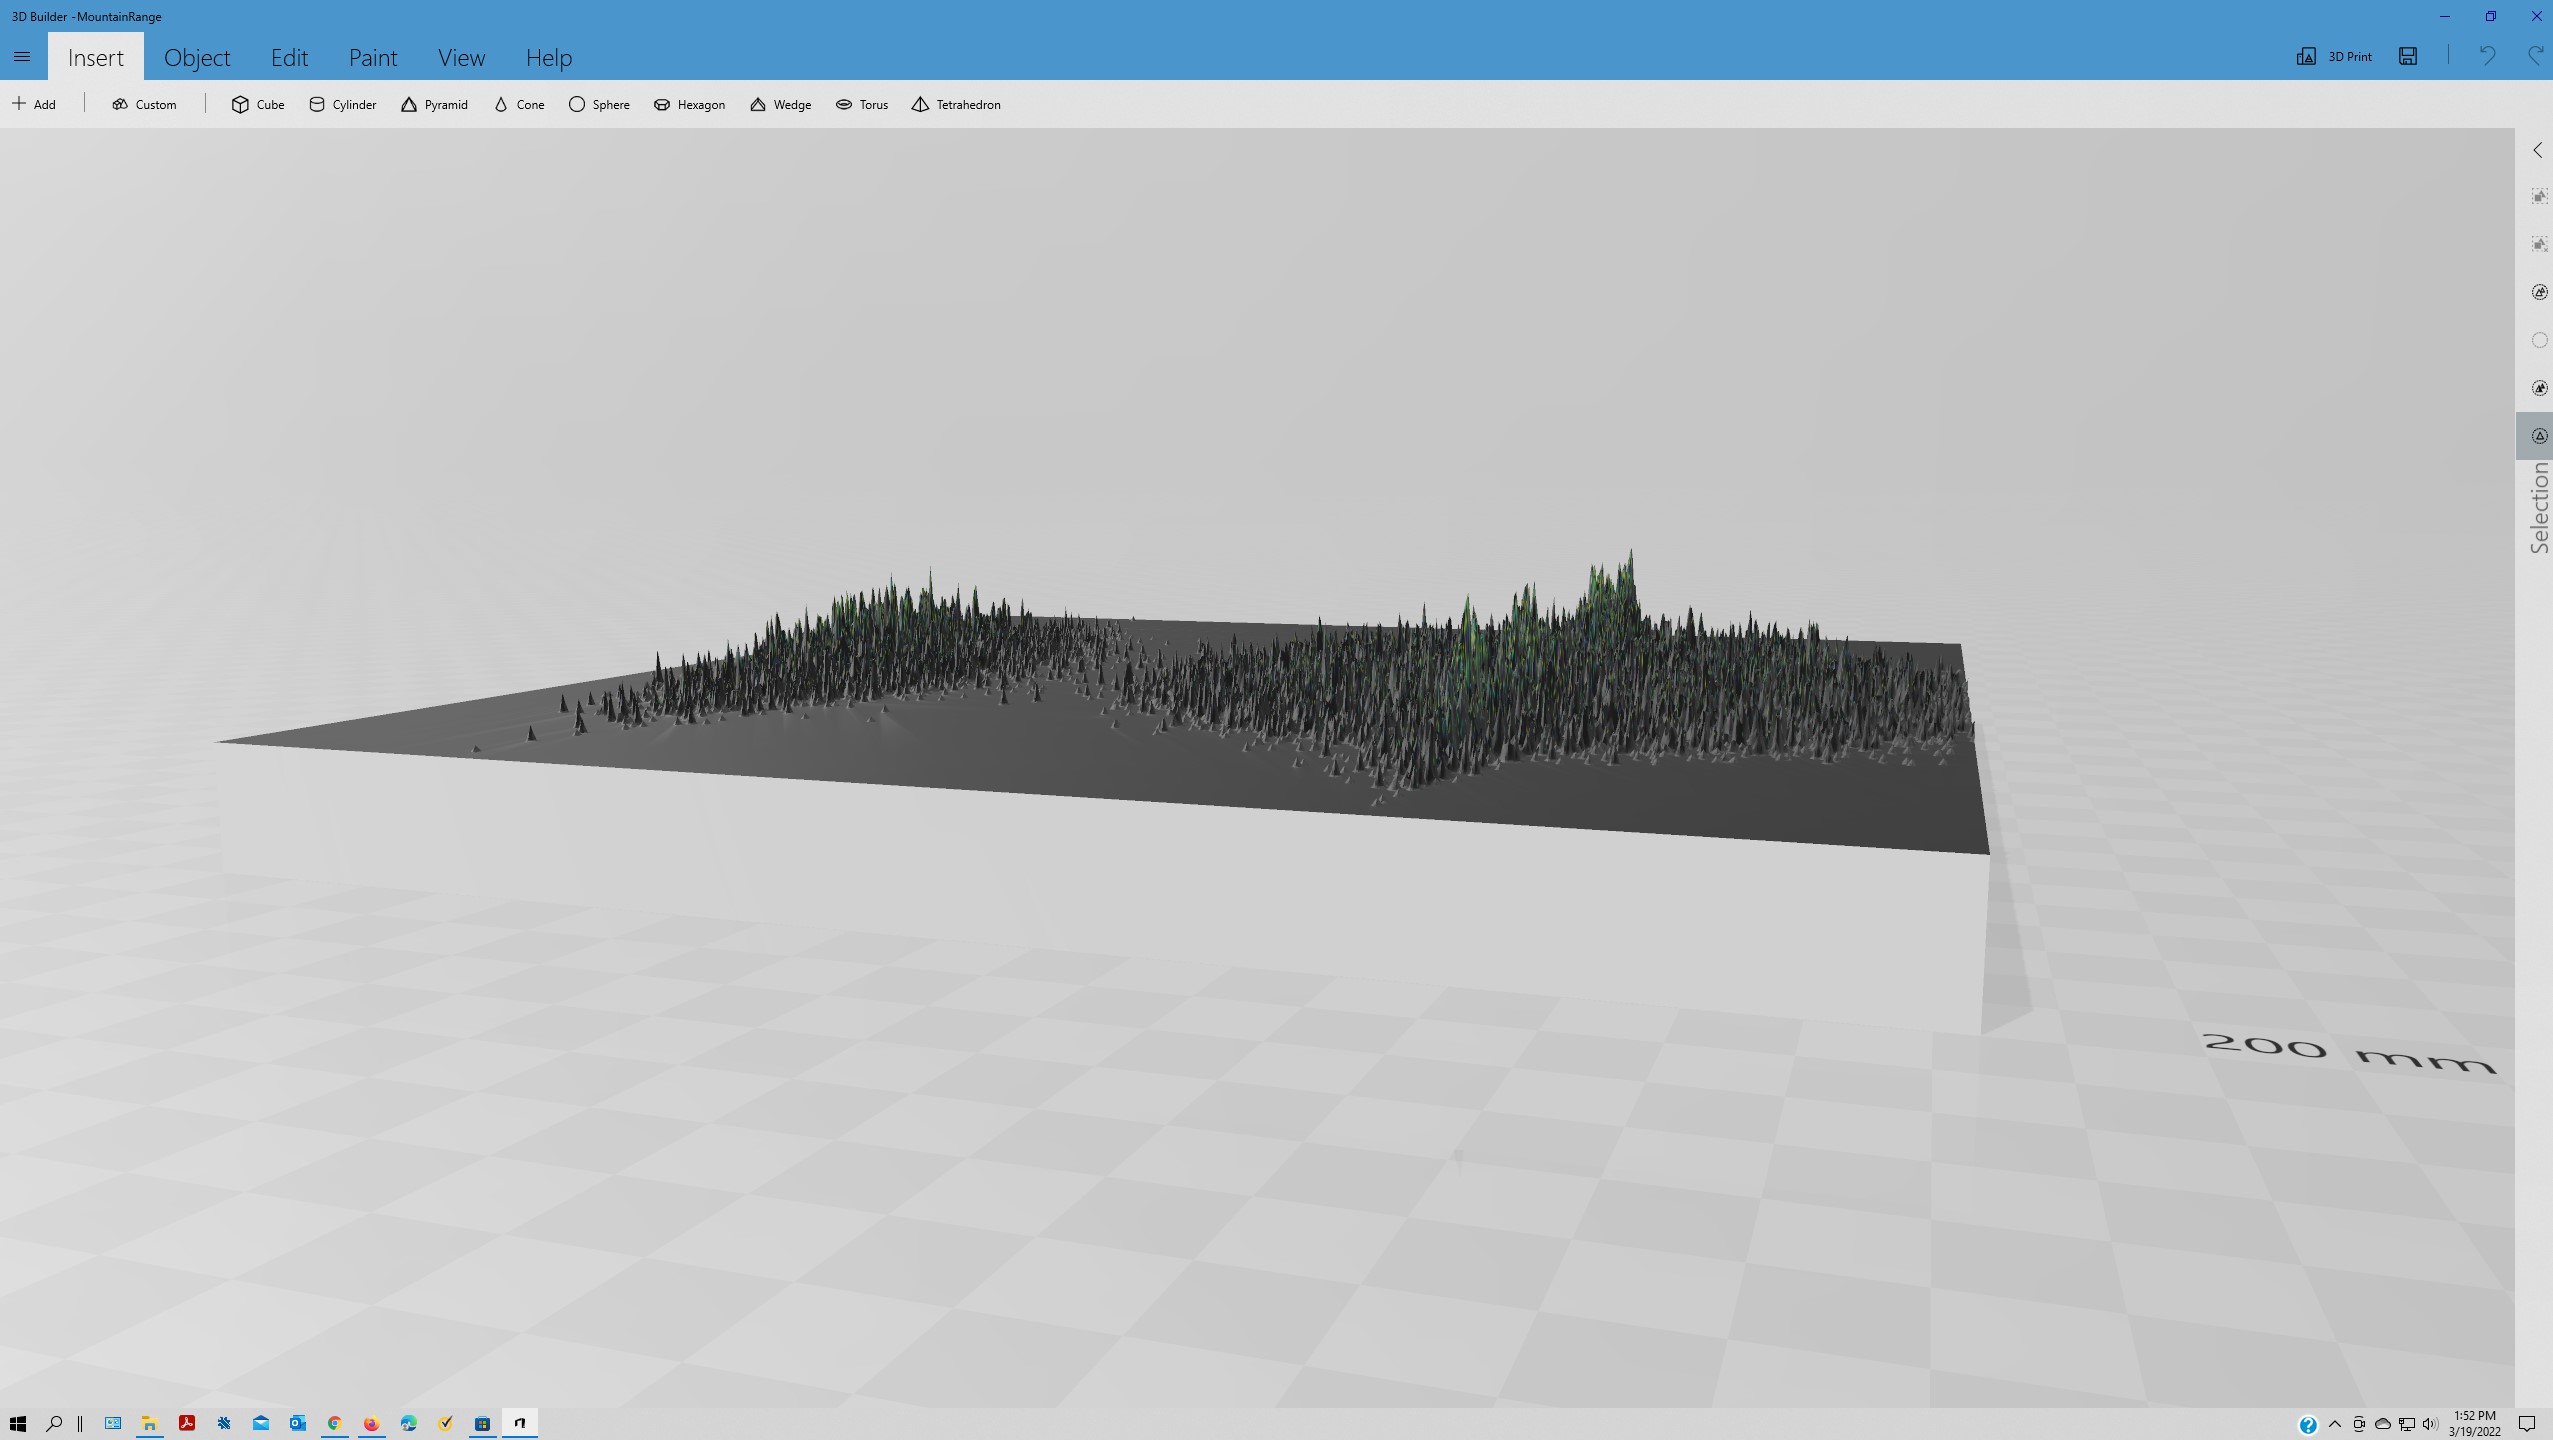 3D Builder -MountainRange
Insert Object Edit Paint View Help
3D Print
Add Custom Cube Cylinder Pyramid Cone Sphere Hexagon Wedge Torus Tetrahedron
Selection
200 mm
1:52 PM
3/19/2022